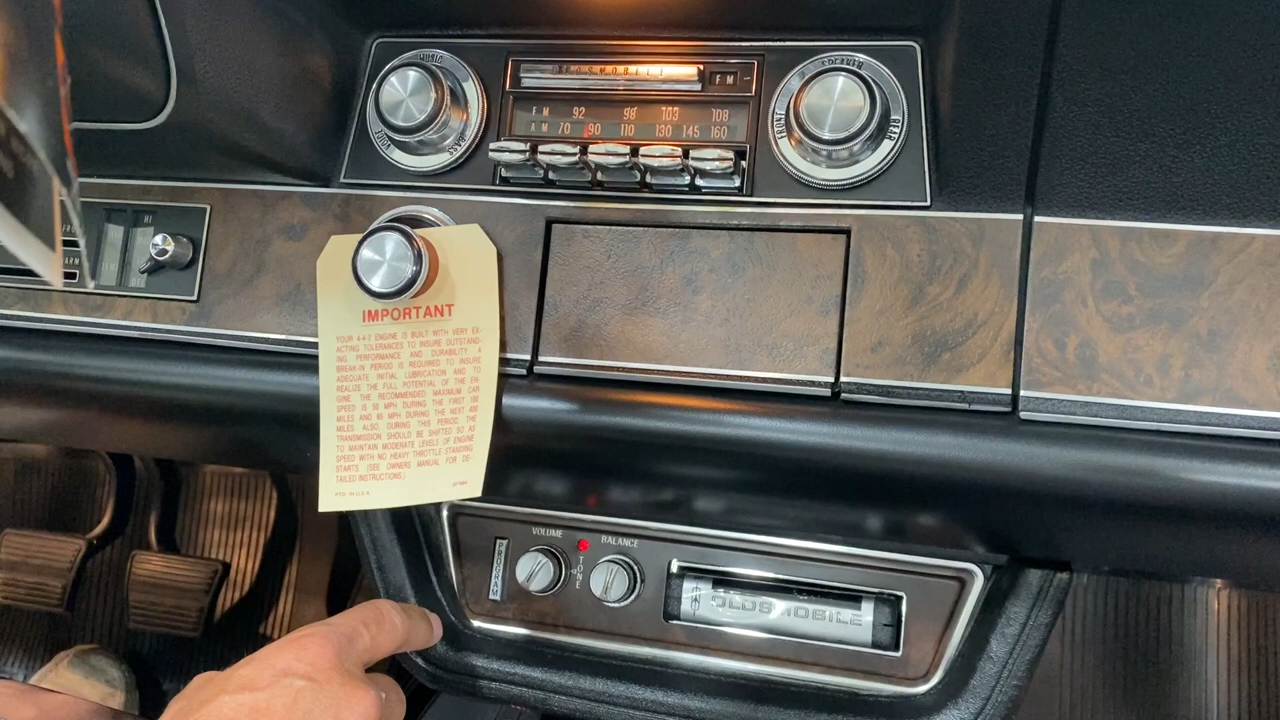 MUSIC
VOICE
BASS
OLDSMOBILE
FM
FM 92 98 103 108
AM 70 90 110 130 145 160
SPEAKER
FRONT
REAR
HI
IMPORTANT
YOUR 4-4-2 ENGINE IS BUILT WITH VERY EX-
ACTING TOLERANCES TO INSURE OUTSTAND-
ING PERFORMANCE AND DURABILITY. A
BREAK-IN PERIOD IS REQUIRED TO INSURE
ADEQUATE INITIAL LUBRICATION AND TO
REALIZE THE FULL POTENTIAL OF THE EN-
GINE. THE RECOMMENDED MAXIMUM CAR
SPEED IS 50 MPH DURING THE FIRST 100
MILES AND 65 MPH DURING THE NEXT 400
MILES. ALSO, DURING THIS PERIOD, THE
TRANSMISSION SHOULD BE SHIFTED SO AS
TO MAINTAIN MODERATE LEVELS OF ENGINE
SPEED WITH NO HEAVY THROTTLE STANDING
STARTS. (SEE OWNERS MANUAL FOR DE-
TAILED INSTRUCTIONS.)
PTD. IN U.S.A.
VOLUME
BALANCE
PROGRAM
TONE
OLDSMOBILE